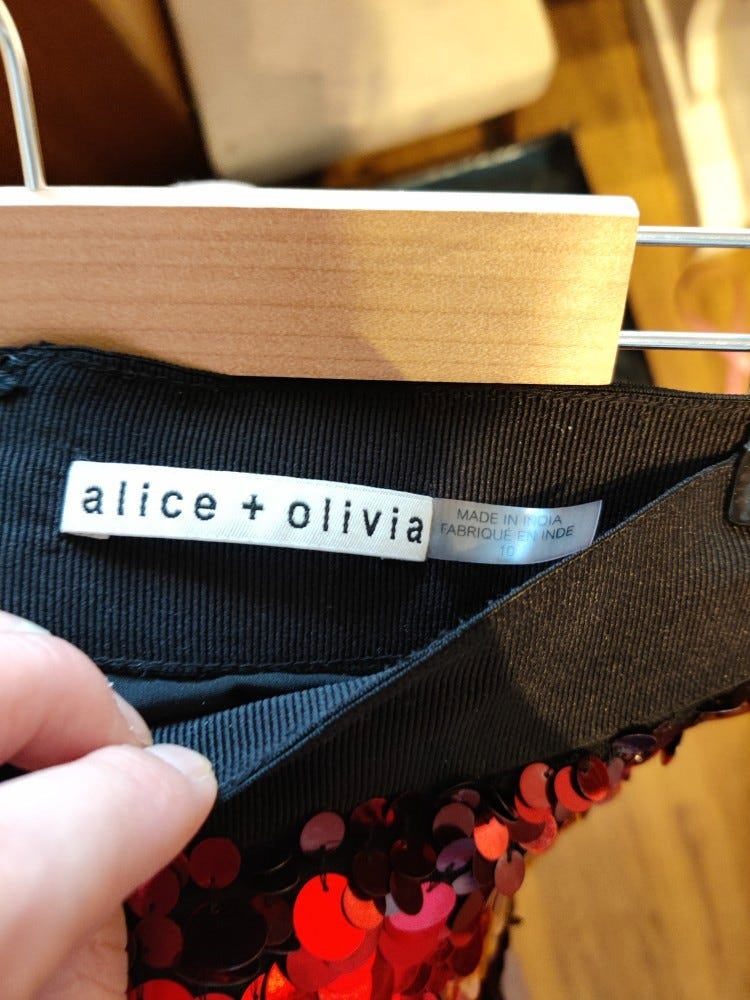 alice + olivia
MADE IN INDIA
FABRIQUÉ EN INDE
10